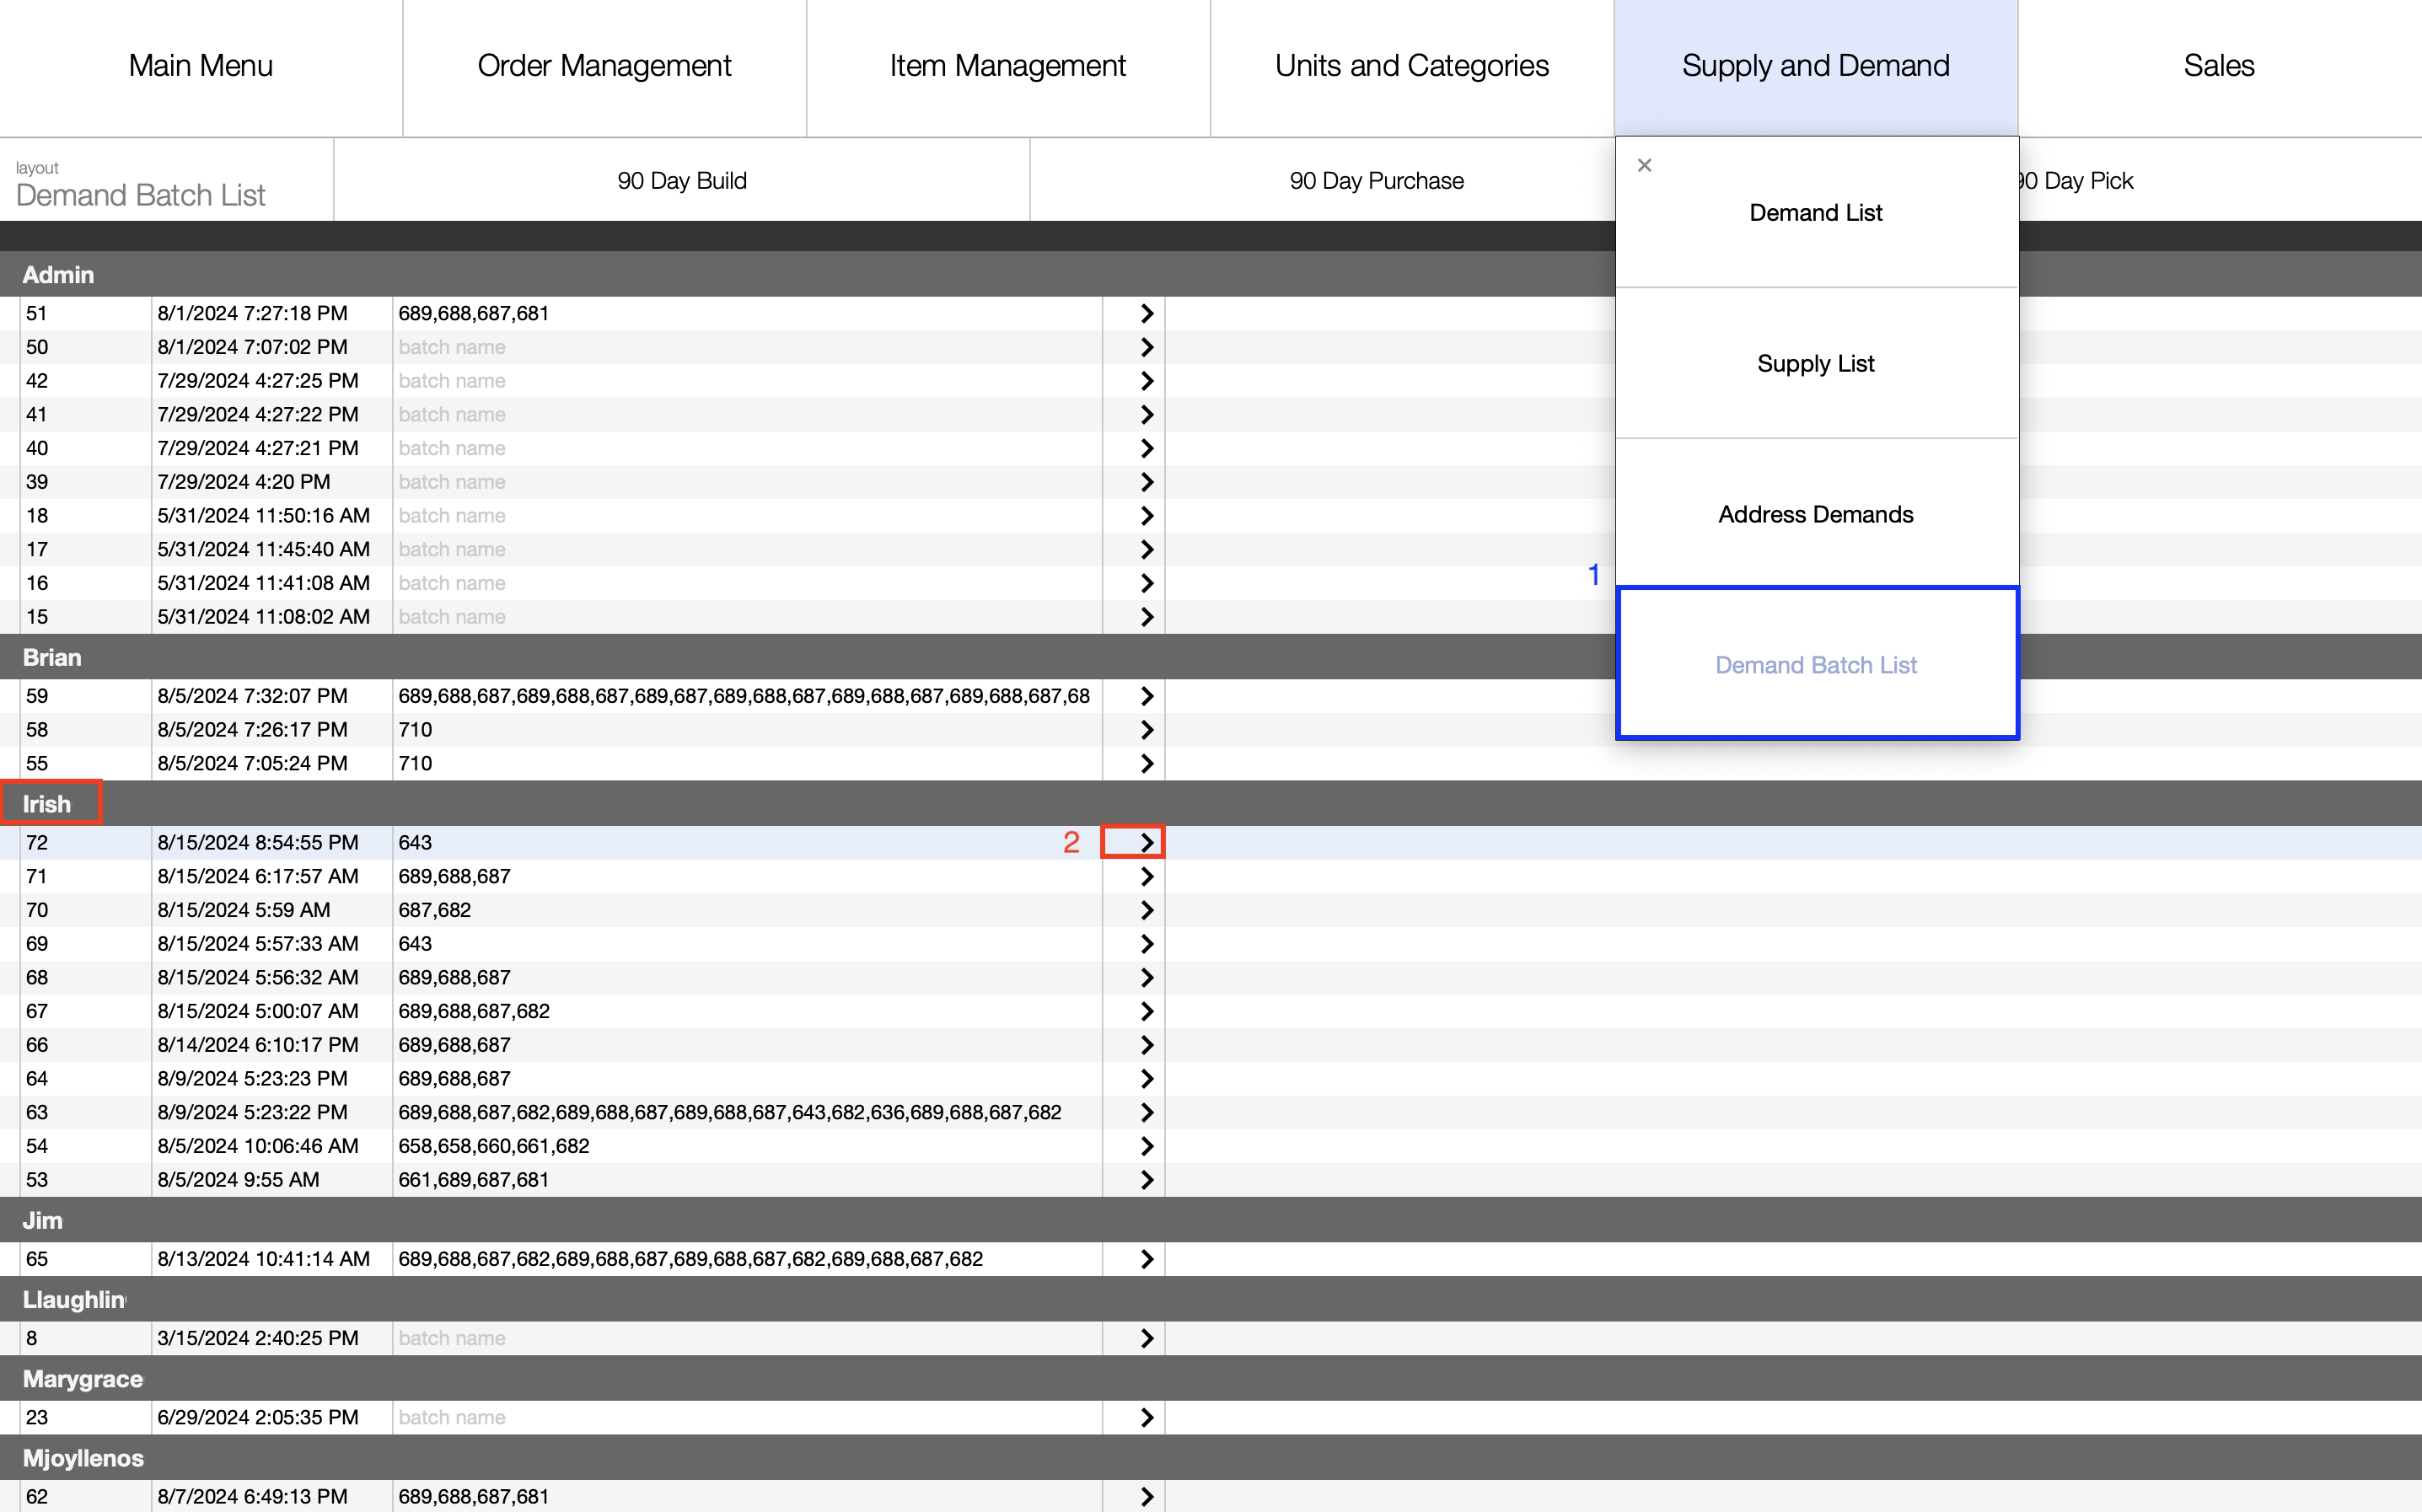 Main Menu Order Management Item Management Units and Categories Supply and Demand Sales
layout
Demand Batch List 90 Day Build 90 Day Purchase 90 Day Pick
×
Demand List
Supply List
Address Demands
1
Demand Batch List
Admin
51 8/1/2024 7:27:18 PM 689,688,687,681
50 8/1/2024 7:07:02 PM batch name
42 7/29/2024 4:27:25 PM batch name
41 7/29/2024 4:27:22 PM batch name
40 7/29/2024 4:27:21 PM batch name
39 7/29/2024 4:20 PM batch name
18 5/31/2024 11:50:16 AM batch name
17 5/31/2024 11:45:40 AM batch name
16 5/31/2024 11:41:08 AM batch name
15 5/31/2024 11:08:02 AM batch name
Brian
59 8/5/2024 7:32:07 PM 689,688,687,689,688,687,689,687,689,688,687,689,688,687,689,688,687,68
58 8/5/2024 7:26:17 PM 710
55 8/5/2024 7:05:24 PM 710
Irish
72 8/15/2024 8:54:55 PM 643 2
71 8/15/2024 6:17:57 AM 689,688,687
70 8/15/2024 5:59 AM 687,682
69 8/15/2024 5:57:33 AM 643
68 8/15/2024 5:56:32 AM 689,688,687
67 8/15/2024 5:00:07 AM 689,688,687,682
66 8/14/2024 6:10:17 PM 689,688,687
64 8/9/2024 5:23:23 PM 689,688,687
63 8/9/2024 5:23:22 PM 689,688,687,682,689,688,687,689,688,687,643,682,636,689,688,687,682
54 8/5/2024 10:06:46 AM 658,658,660,661,682
53 8/5/2024 9:55 AM 661,689,687,681
Jim
65 8/13/2024 10:41:14 AM 689,688,687,682,689,688,687,689,688,687,682,689,688,687,682
Llaughlin
8 3/15/2024 2:40:25 PM batch name
Marygrace
23 6/29/2024 2:05:35 PM batch name
Mjoyllenos
62 8/7/2024 6:49:13 PM 689,688,687,681